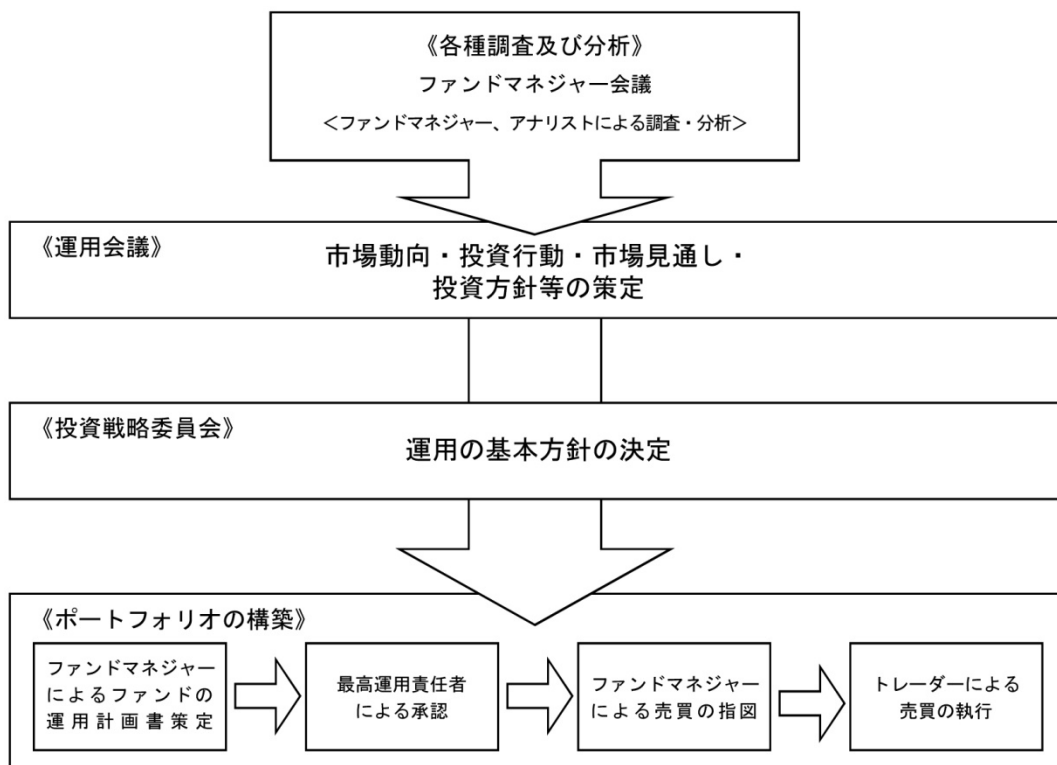 《各種調査及び分析》
ファンドマネジャー会議
＜ファンドマネジャー、アナリストによる調査・分析＞
《運用会議》
市場動向・投資行動・市場見通し・
投資方針等の策定
《投資戦略委員会》
運用の基本方針の決定
《ポートフォリオの構築》
ファンドマネジャー
によるファンドの
運用計画書策定
最高運用責任者
による承認
ファンドマネジャー
による売買の指図
トレーダーによる
売買の執行